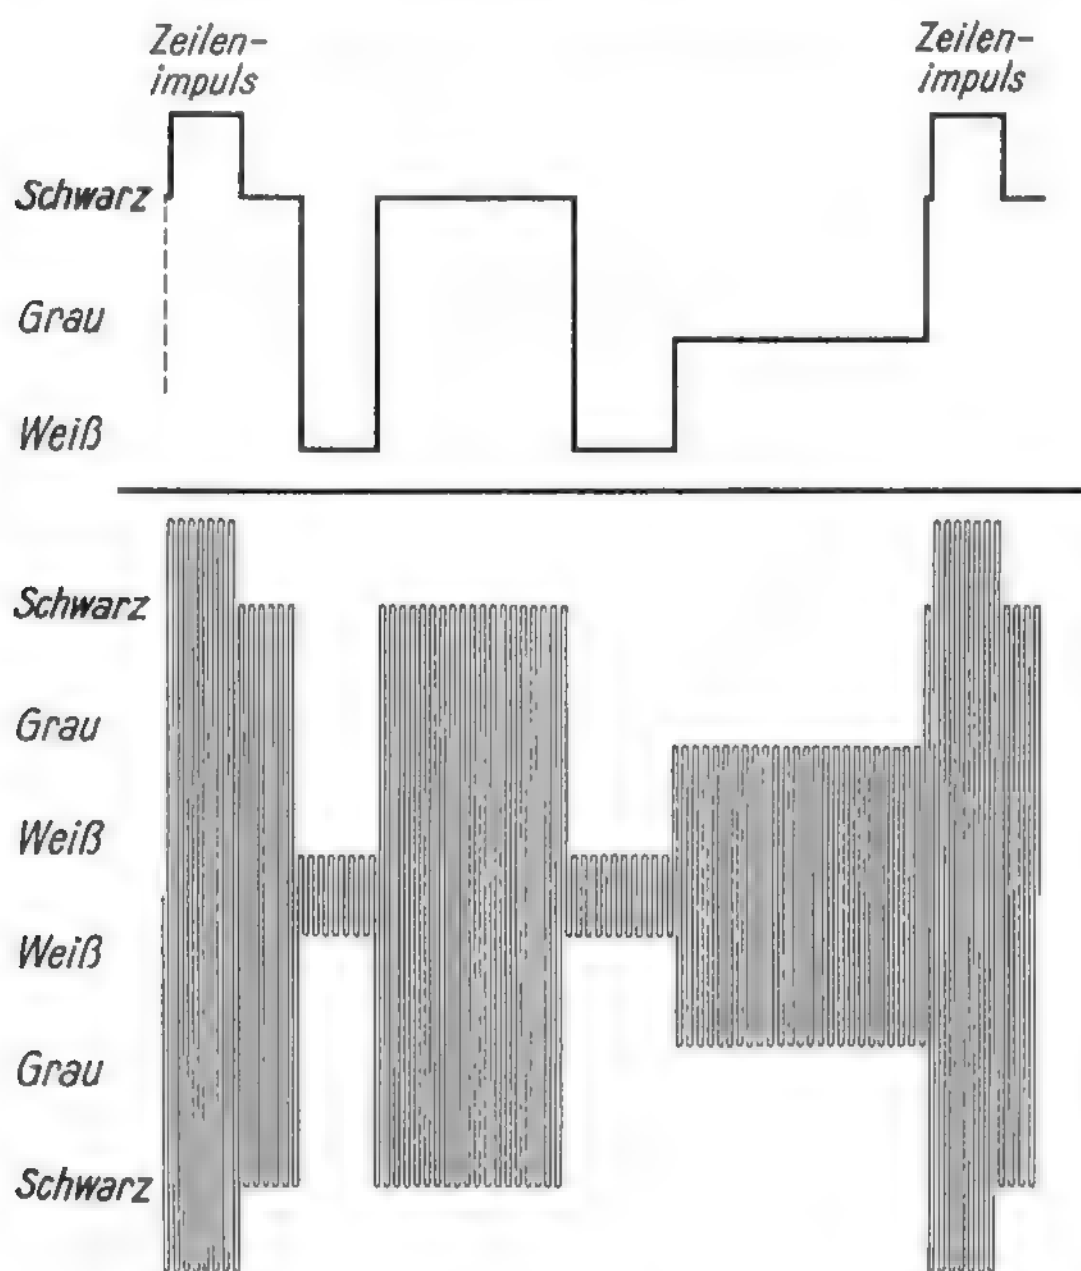 Zeilen-
impuls
Zeilen-
impuls
Schwarz
Grau
Weiß
Schwarz
Grau
Weiß
Weiß
Grau
Schwarz